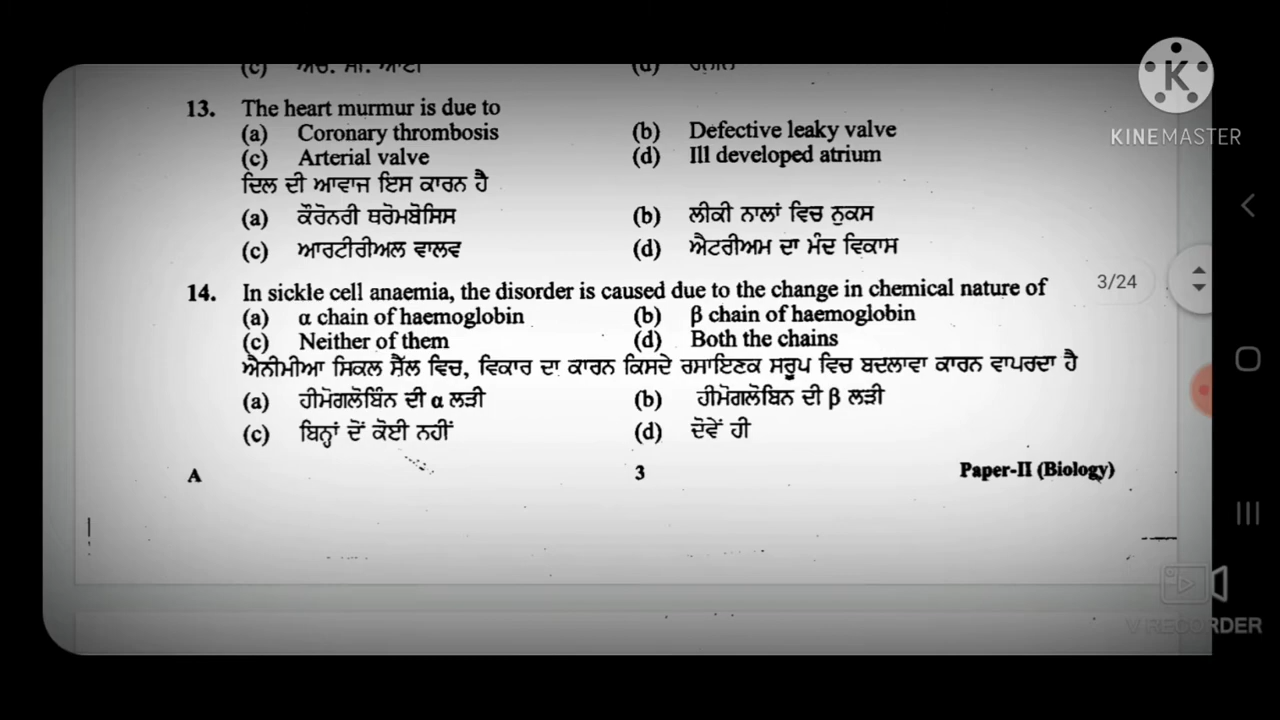 13. The heart murmur is due to
(a) Coronary thrombosis (b) Defective leaky valve
(c) Arterial valve (d) Ill developed atrium
ਦਿਲ ਦੀ ਆਵਾਜ ਇਸ ਕਾਰਨ ਹੈ
(a) ਕੌਰੋਨਰੀ ਥਰੋਮਬੋਸਿਸ (b) ਲੀਕੀ ਨਾਲਾਂ ਵਿਚ ਨੁਕਸ
(c) ਆਰਟੀਰੀਅਲ ਵਾਲਵ (d) ਐਟਰੀਅਮ ਦਾ ਮੰਦ ਵਿਕਾਸ
14. In sickle cell anaemia, the disorder is caused due to the change in chemical nature of
(a) α chain of haemoglobin (b) β chain of haemoglobin
(c) Neither of them (d) Both the chains
ਐਨੀਮੀਆ ਸਿਕਲ ਸੈੱਲ ਵਿਚ, ਵਿਕਾਰ ਦਾ ਕਾਰਨ ਕਿਸਦੇ ਰਸਾਇਣਕ ਸਰੂਪ ਵਿਚ ਬਦਲਾਵਾ ਕਾਰਨ ਵਾਪਰਦਾ ਹੈ
(a) ਹੀਮੋਗਲੋਬਿੰਨ ਦੀ α ਲੜੀ (b) ਹੀਮੋਗਲੋਬਿਨ ਦੀ β ਲੜੀ
(c) ਬਿਨ੍ਹਾਂ ਦੋਂ ਕੋਈ ਨਹੀਂ (d) ਦੋਵੇਂ ਹੀ
A 3 Paper-II (Biology)
3/24
K
KINEMASTER
V RECORDER